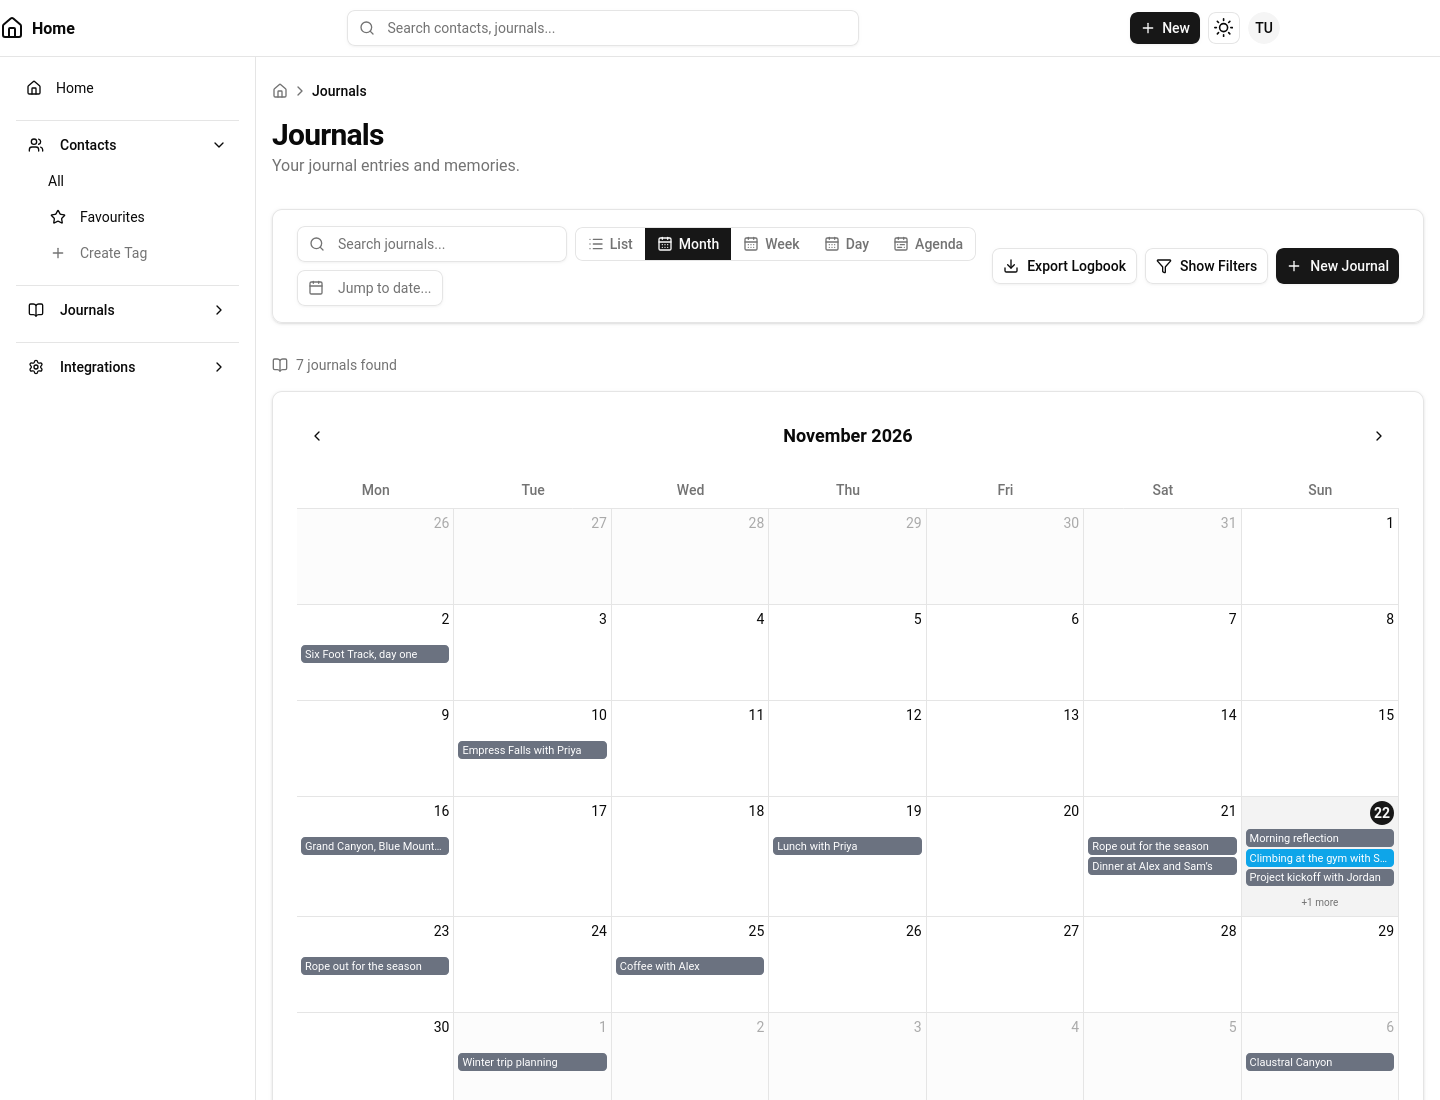 Home
Search contacts, journals...
New
TU
Home
Contacts
All
Favourites
Create Tag
Journals
Integrations
Journals
Journals
Your journal entries and memories.
Search journals...
List
Month
Week
Day
Agenda
Jump to date...
Export Logbook
Show Filters
New Journal
7 journals found
November 2026
Mon Tue Wed Thu Fri Sat Sun
26 27 28 29 30 31 1
2 3 4 5 6 7 8
Six Foot Track, day one
9 10 11 12 13 14 15
Empress Falls with Priya
16 17 18 19 20 21 22
Grand Canyon, Blue Mount...
Lunch with Priya
Rope out for the season
Dinner at Alex and Sam's
Morning reflection
Climbing at the gym with S...
Project kickoff with Jordan
+1 more
23 24 25 26 27 28 29
Rope out for the season
Coffee with Alex
30 1 2 3 4 5 6
Winter trip planning
Claustral Canyon